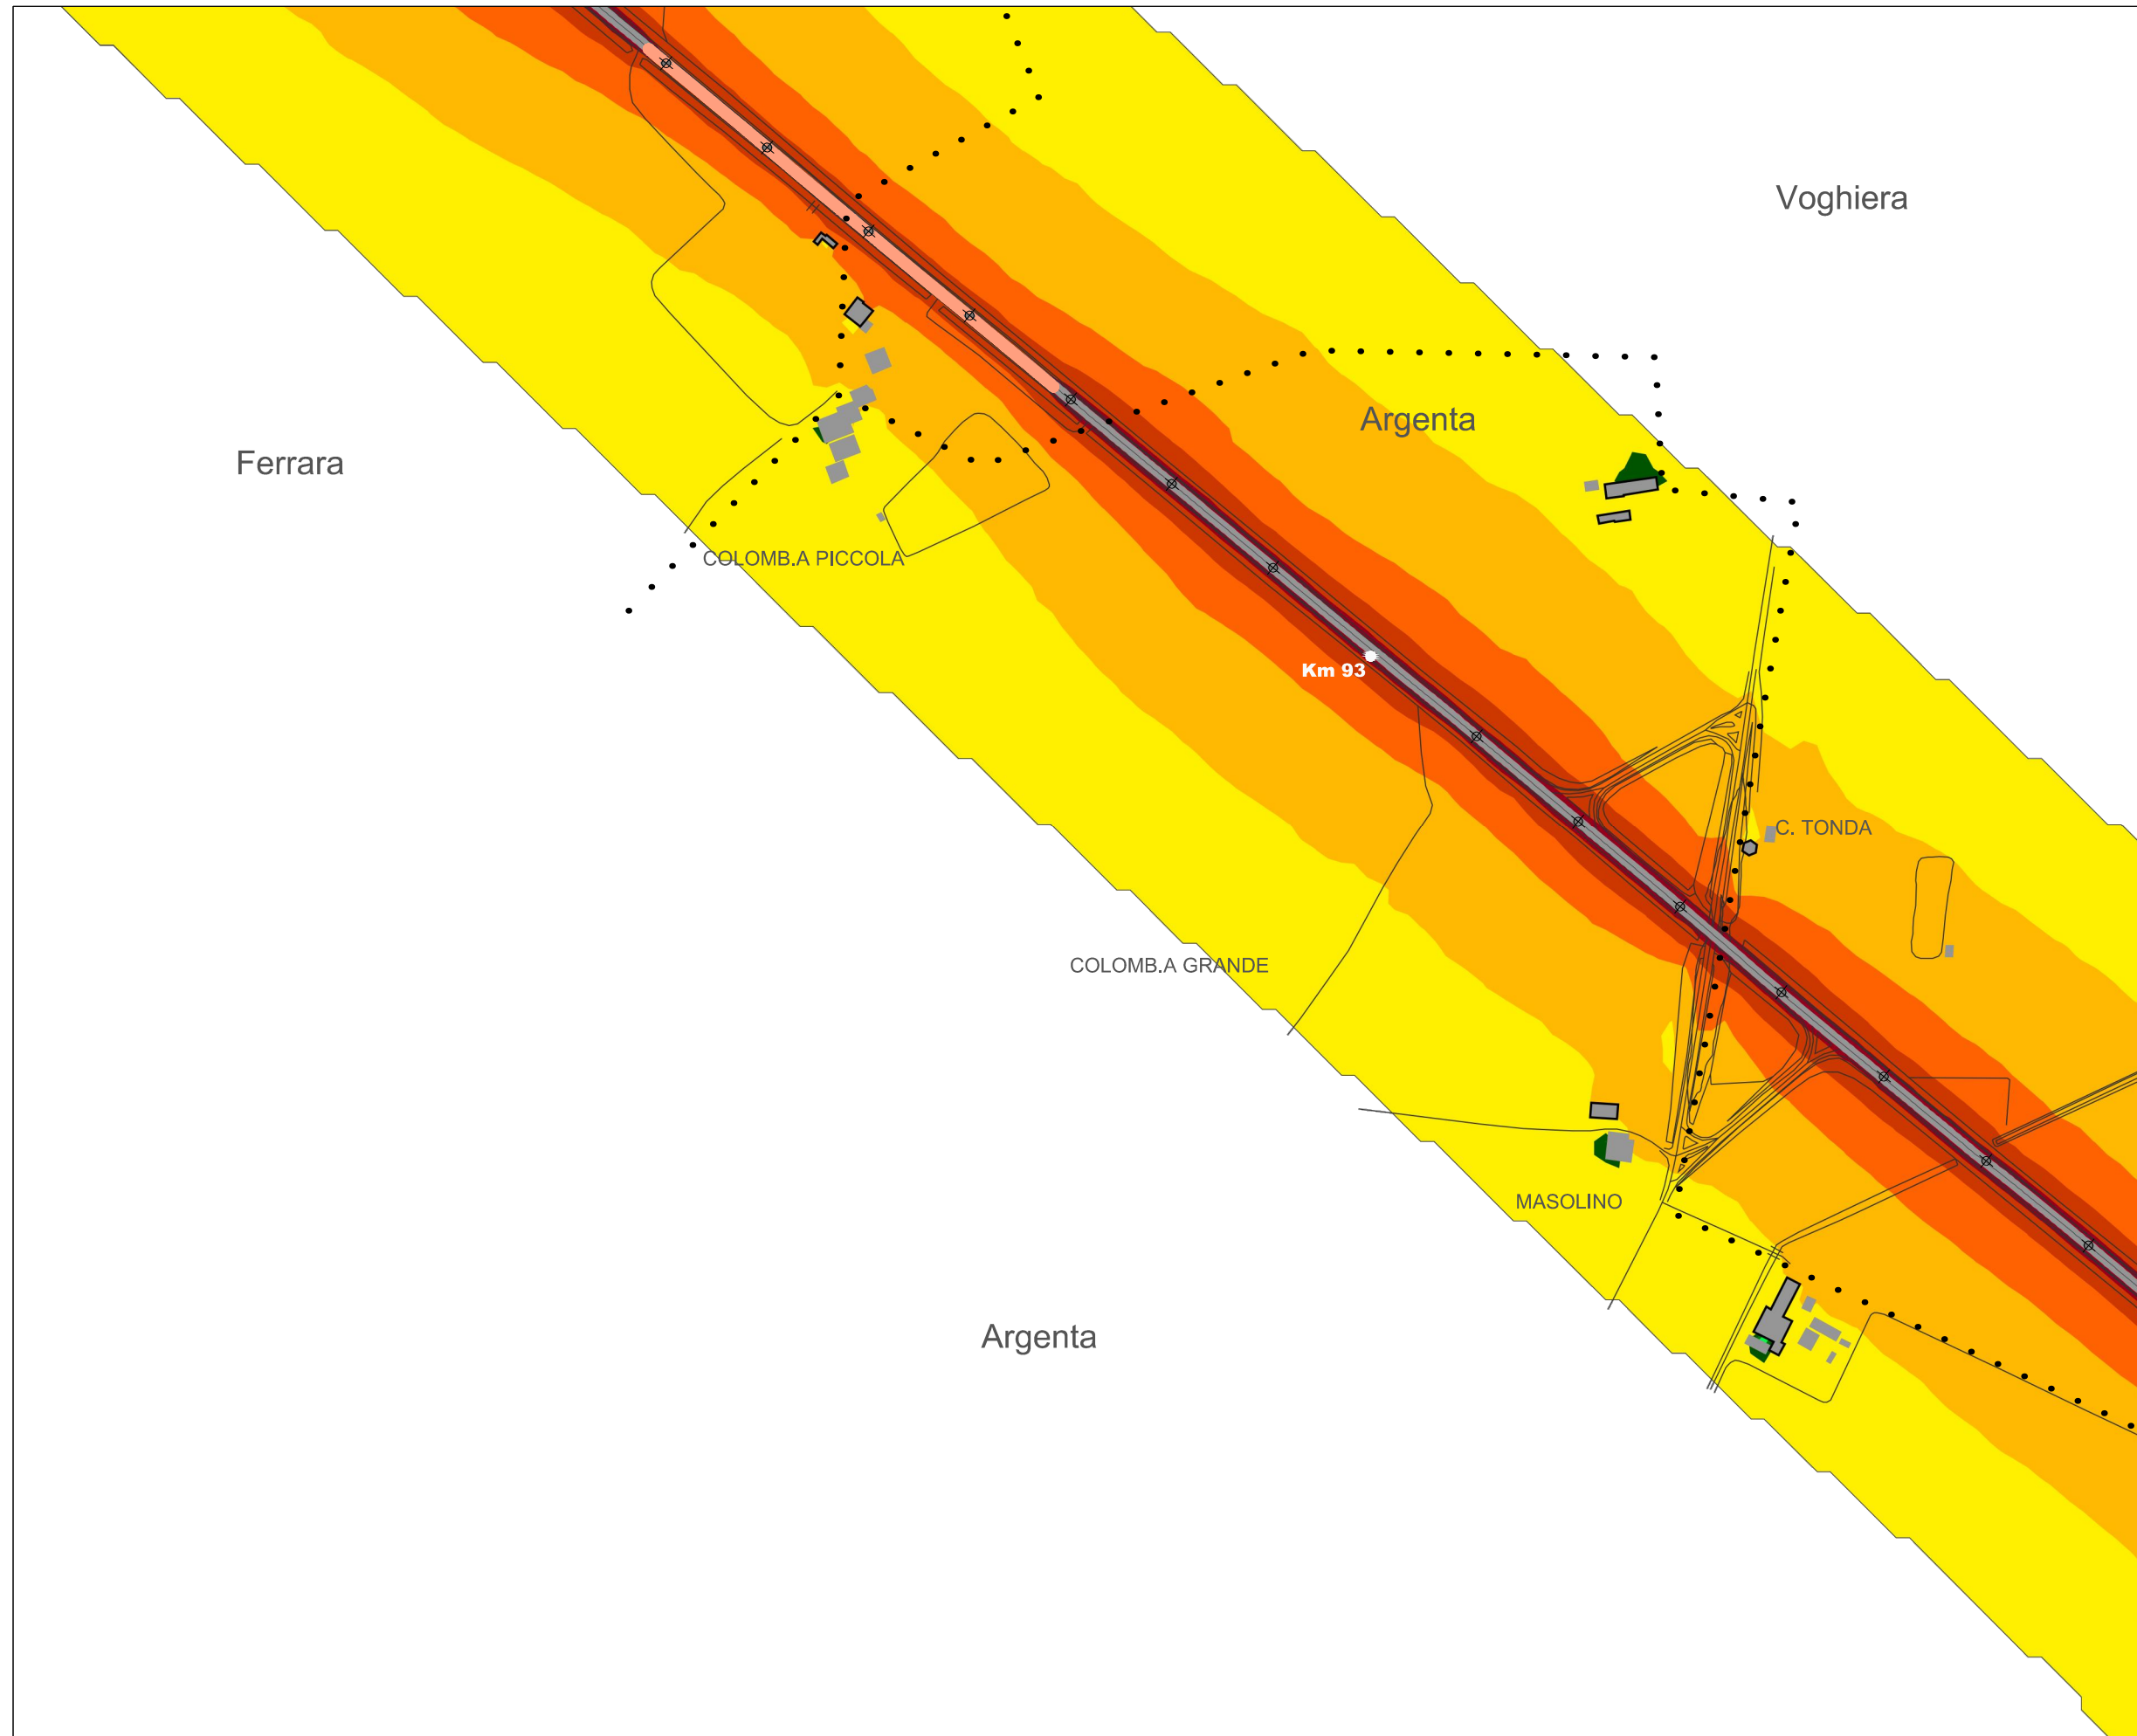 Voghiera
Argenta
Ferrara
COLOMB.A PICCOLA
Km 93
C. TONDA
COLOMB.A GRANDE
MASOLINO
Argenta